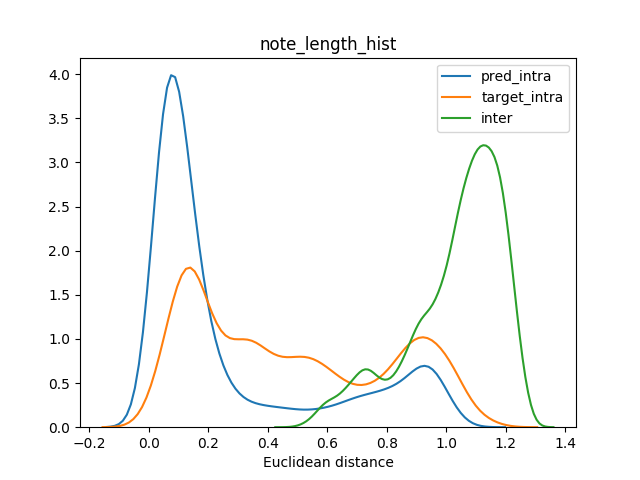 note_length_hist
pred_intra
target_intra
inter
4.0
3.5
3.0
2.5
2.0
1.5
1.0
0.5
0.0
−0.2 0.0 0.2 0.4 0.6 0.8 1.0 1.2 1.4
Euclidean distance